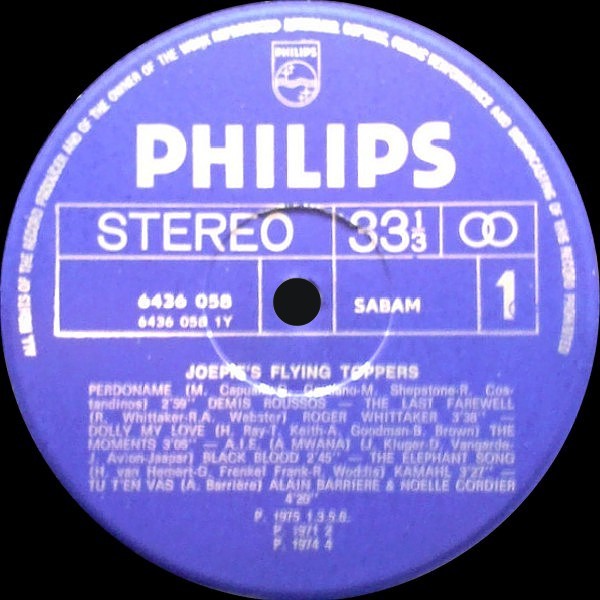 ALL RIGHTS OF THE RECORD PRODUCER AND OF THE OWNER OF THE WORK REPRODUCED RESERVED. COPYING, PUBLIC PERFORMANCE AND BROADCASTING OF THE RECORD PROHIBITED
PHILIPS
PHILIPS
STEREO 33 1/3
6436 058 SABAM 1
6436 058 1Y
JOEPIE'S FLYING TOPPERS
PERDONAME (M. Capuano-G. M. Shepstone-R. Cos-
tandinos) 2'59" DEMIS ROUSSOS — THE LAST FAREWELL
(R. Whittaker-R.A. Webster) ROGER WHITTAKER 3'38" —
DOLLY MY LOVE (H. Ray-T. Keith-A. Goodman-B. Brown) THE
MOMENTS 3'05" — A.I.E. (A MWANA) (J. Kluger-D. Vangarde-
J. Avion-Jaspar) BLACK BLOOD 2'45" — THE ELEPHANT SONG
(H. van Hemert-G. Frenkel Frank-R. Woddis) KAMAHL 3'27" —
TU T'EN VAS (A. Barrière) ALAIN BARRIERE & NOELLE CORDIER
4'20"
P. 1975 1.3.5.6.
P. 1971 2
P. 1974 4